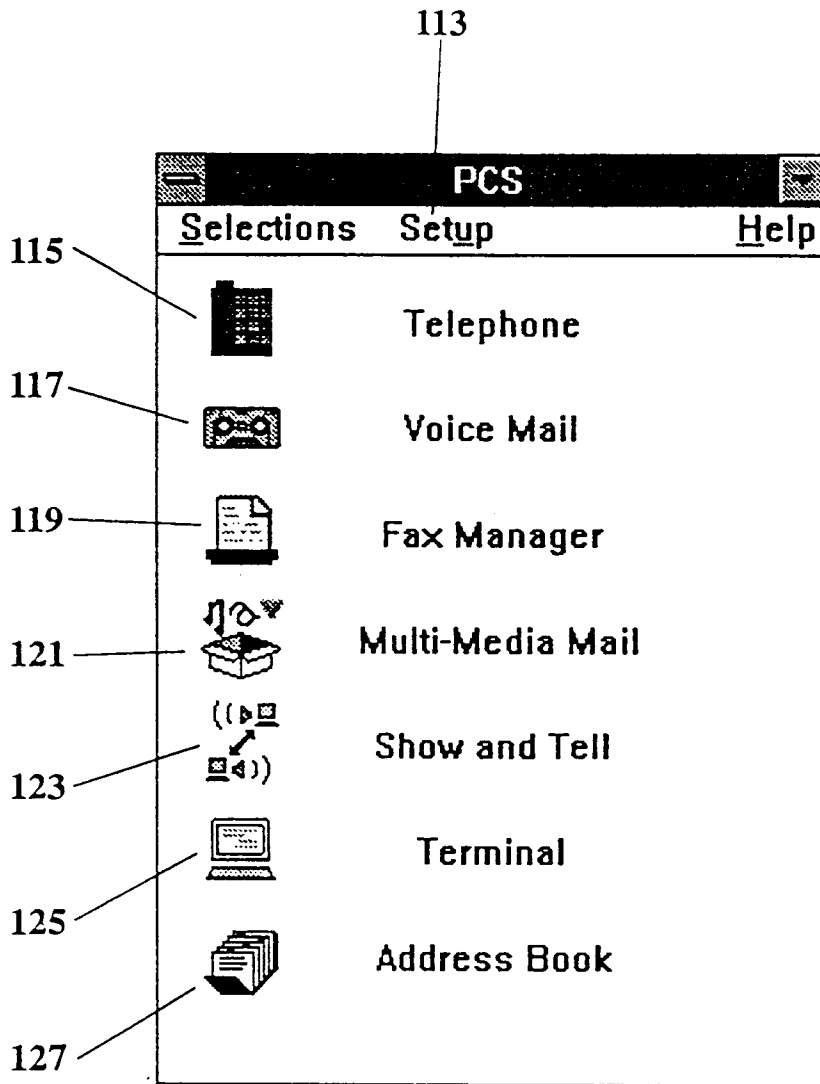 113
PCS
Selections Setup Help
115 Telephone
117 Voice Mail
119 Fax Manager
121 Multi-Media Mail
123 Show and Tell
125 Terminal
127 Address Book